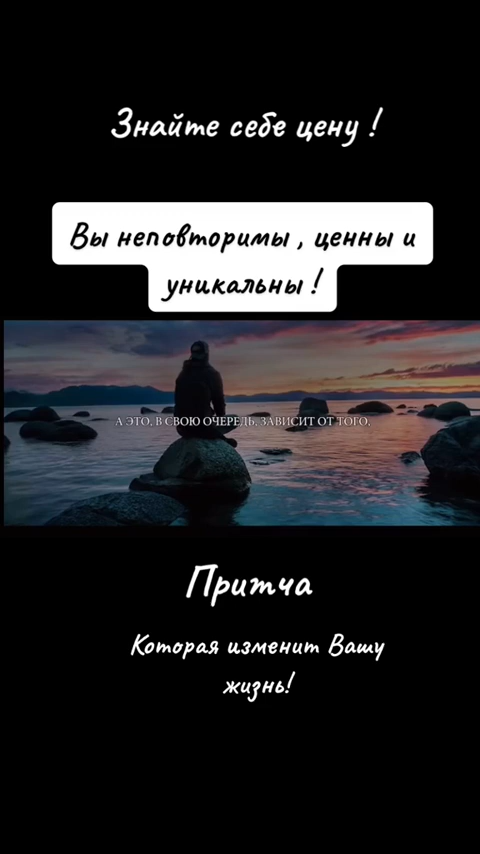 Знайте себе цену !
Вы неповторимы , ценны и
уникальны !
А ЭТО, В СВОЮ ОЧЕРЕДЬ, ЗАВИСИТ ОТ ТОГО,
Притча
Которая изменит Вашу
жизнь!